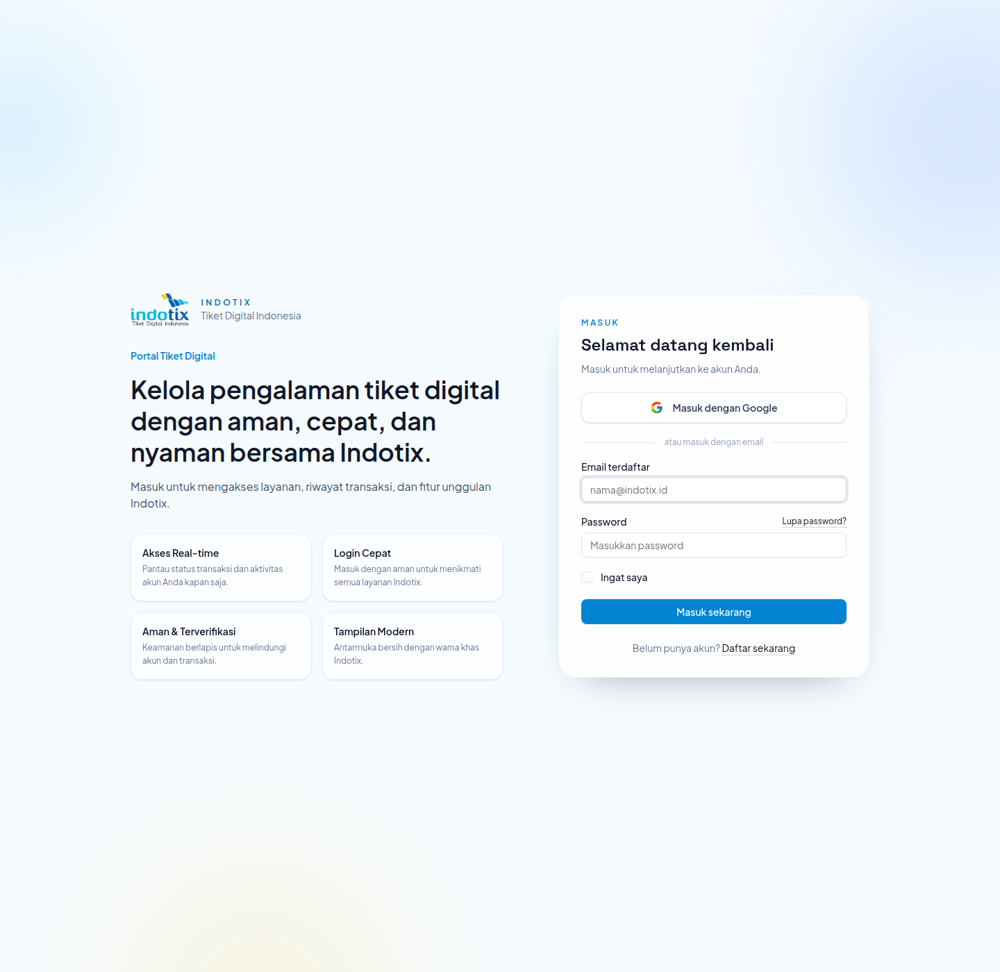 indotix
Tiket Digital Indonesia
INDOTIX
Tiket Digital Indonesia
Portal Tiket Digital
Kelola pengalaman tiket digital
dengan aman, cepat, dan
nyaman bersama Indotix.
Masuk untuk mengakses layanan, riwayat transaksi, dan fitur unggulan
Indotix.
Akses Real-time
Pantau status transaksi dan aktivitas
akun Anda kapan saja.
Login Cepat
Masuk dengan aman untuk menikmati
semua layanan Indotix.
Aman & Terverifikasi
Keamanan berlapis untuk melindungi
akun dan transaksi.
Tampilan Modern
Antarmuka bersih dengan warna khas
Indotix.
MASUK
Selamat datang kembali
Masuk untuk melanjutkan ke akun Anda.
Masuk dengan Google
atau masuk dengan email
Email terdaftar
nama@indotix.id
Password
Lupa password?
Masukkan password
Ingat saya
Masuk sekarang
Belum punya akun? Daftar sekarang